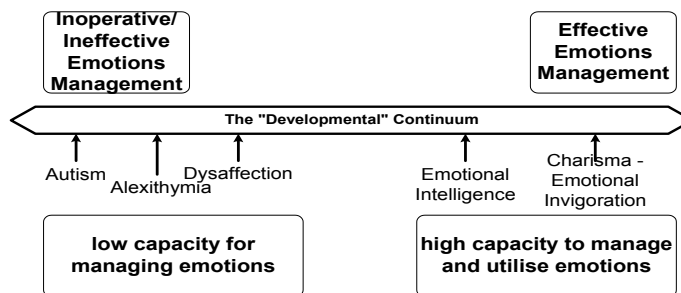 Inoperative/
Ineffective
Emotions
Management
Effective
Emotions
Management
The "Developmental" Continuum
Autism
Alexithymia
Dysaffection
Emotional
Intelligence
Charisma -
Emotional
Invigoration
low capacity for
managing emotions
high capacity to manage
and utilise emotions